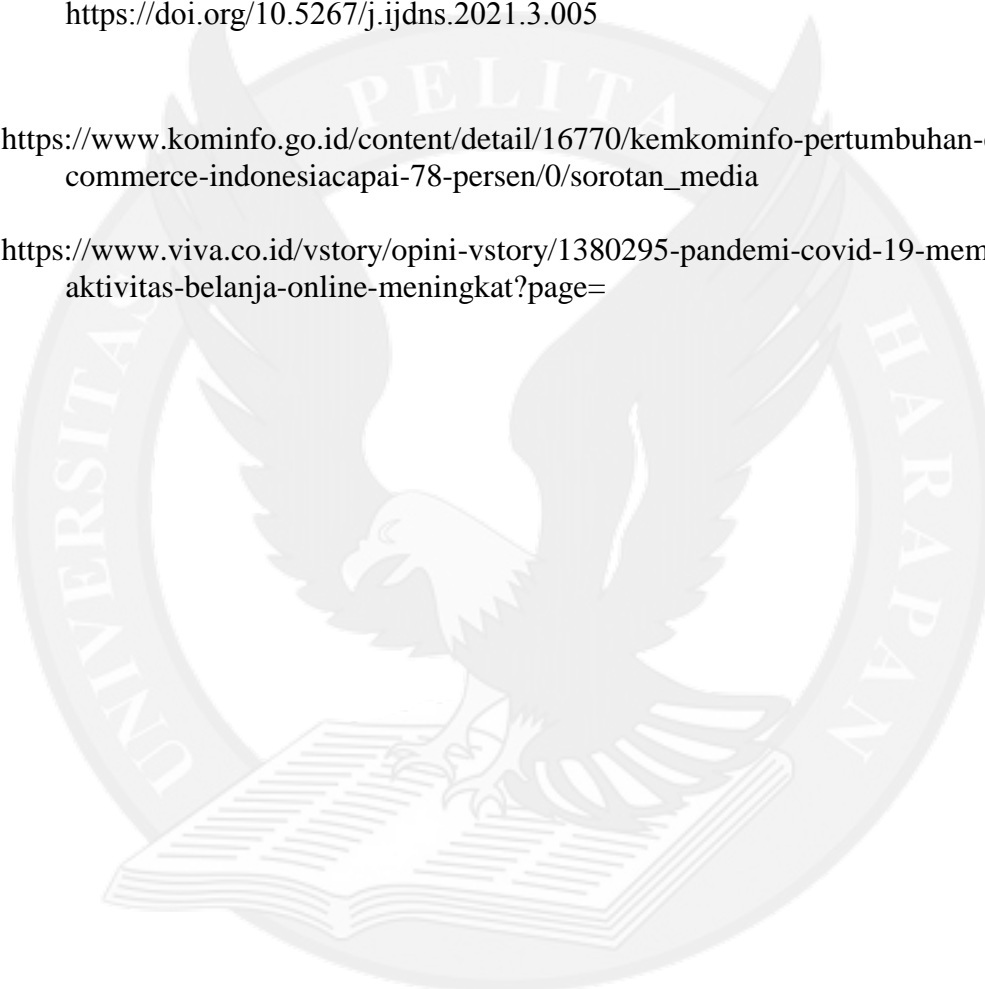 https://doi.org/10.5267/j.ijdns.2021.3.005
PELITA
https://www.kominfo.go.id/content/detail/16770/kemkominfo-pertumbuhan-
commerce-indonesiacapai-78-persen/0/sorotan_media
https://www.viva.co.id/vstory/opini-vstory/1380295-pandemi-covid-19-mem
aktivitas-belanja-online-meningkat?page=
UNIVERSITAS
HARAPAN